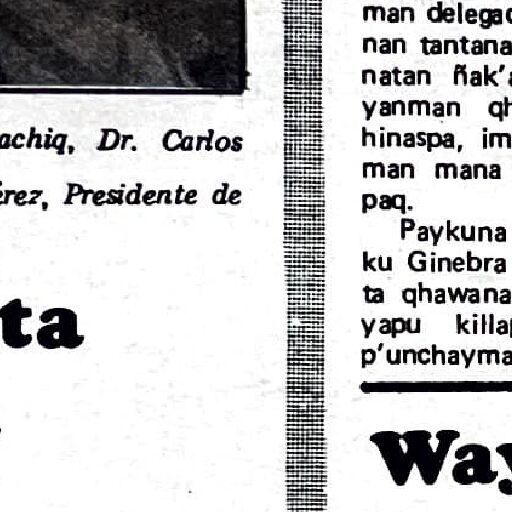 achiq, Dr. Carlos
érez, Presidente de
ta
man delegad
nan tantana
natan ñak'a
yanman qh
hinaspa, im
man mana
paq.
Paykuna
ku Ginebra
ta qhawana
yapu killap
p'unchayma
Way